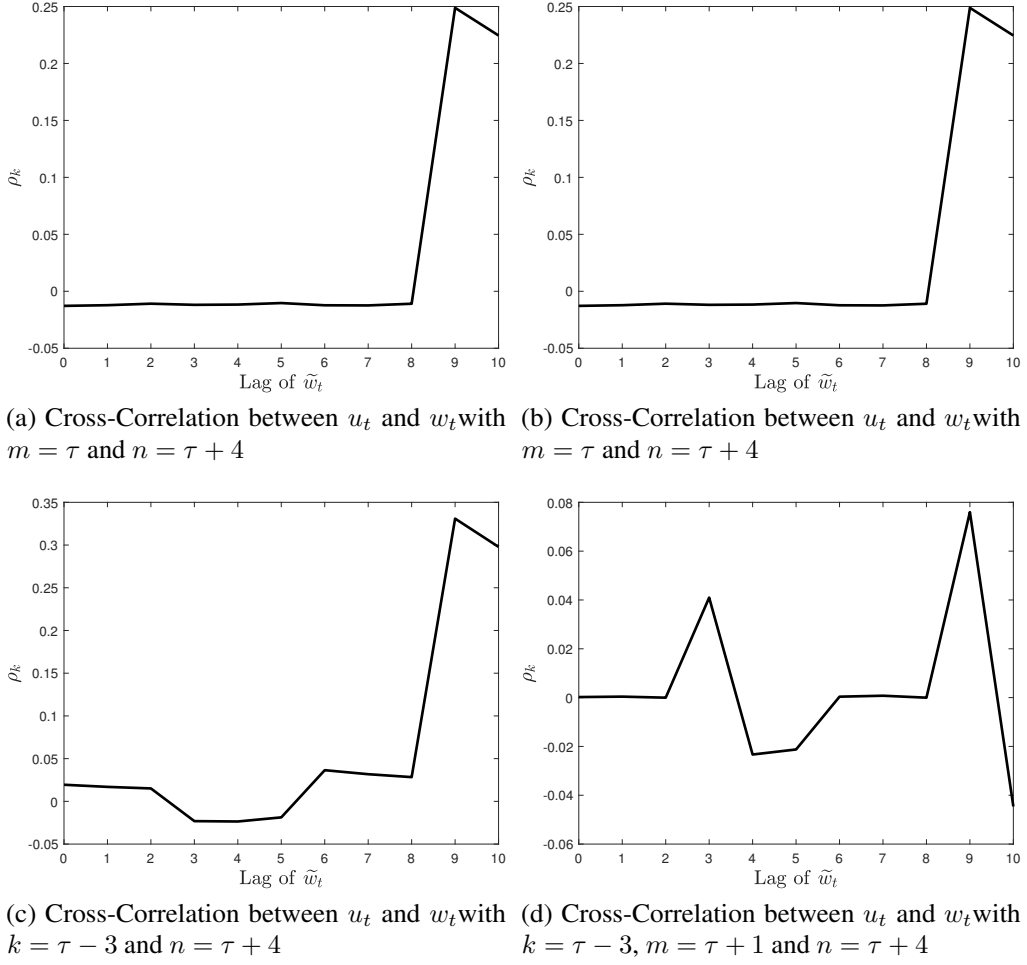 0.25
0.2
0.15
0.1
0.05
0
-0.05
ρk
0 1 2 3 4 5 6 7 8 9 10
Lag of w̃t
(a) Cross-Correlation between ut and wtwith
m = τ and n = τ + 4
0.25
0.2
0.15
0.1
0.05
0
-0.05
ρk
0 1 2 3 4 5 6 7 8 9 10
Lag of w̃t
(b) Cross-Correlation between ut and wtwith
m = τ and n = τ + 4
0.35
0.3
0.25
0.2
0.15
0.1
0.05
0
-0.05
ρk
0 1 2 3 4 5 6 7 8 9 10
Lag of w̃t
(c) Cross-Correlation between ut and wtwith
k = τ − 3 and n = τ + 4
0.08
0.06
0.04
0.02
0
-0.02
-0.04
-0.06
ρk
0 1 2 3 4 5 6 7 8 9 10
Lag of w̃t
(d) Cross-Correlation between ut and wtwith
k = τ − 3, m = τ + 1 and n = τ + 4